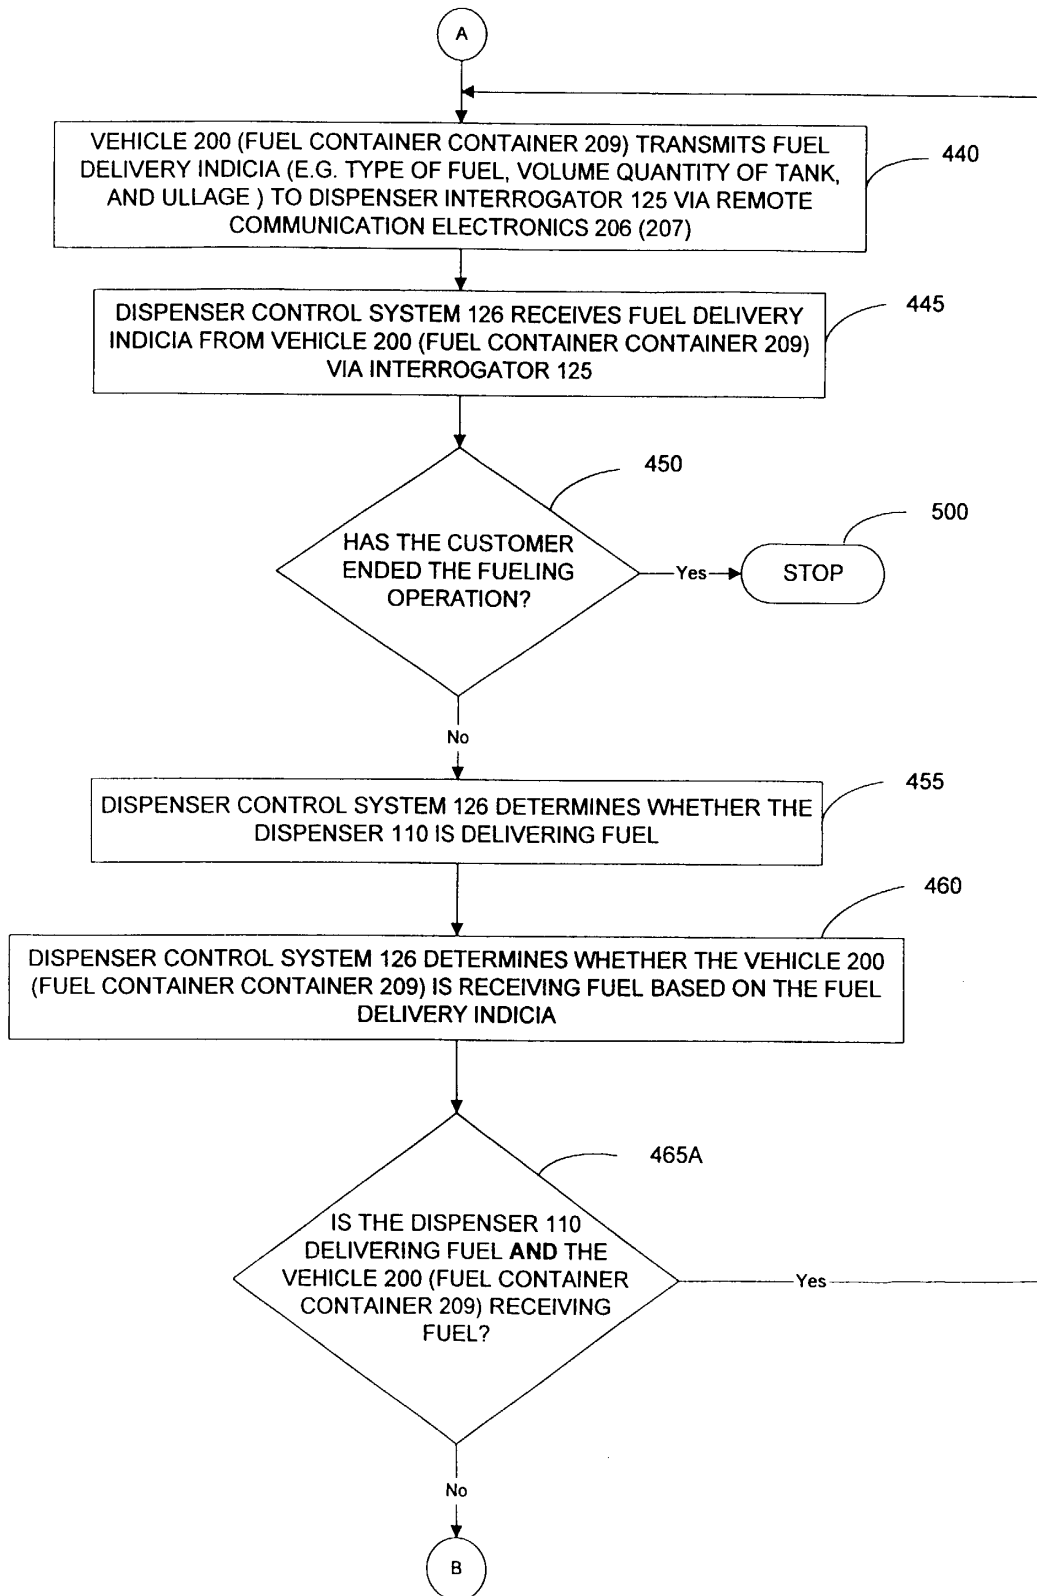 A
VEHICLE 200 (FUEL CONTAINER CONTAINER 209) TRANSMITS FUEL
DELIVERY INDICIA (E.G. TYPE OF FUEL, VOLUME QUANTITY OF TANK,
AND ULLAGE ) TO DISPENSER INTERROGATOR 125 VIA REMOTE
COMMUNICATION ELECTRONICS 206 (207)
440
DISPENSER CONTROL SYSTEM 126 RECEIVES FUEL DELIVERY
INDICIA FROM VEHICLE 200 (FUEL CONTAINER CONTAINER 209)
VIA INTERROGATOR 125
445
HAS THE CUSTOMER
ENDED THE FUELING
OPERATION?
450
Yes
STOP
500
No
DISPENSER CONTROL SYSTEM 126 DETERMINES WHETHER THE
DISPENSER 110 IS DELIVERING FUEL
455
DISPENSER CONTROL SYSTEM 126 DETERMINES WHETHER THE VEHICLE 200
(FUEL CONTAINER CONTAINER 209) IS RECEIVING FUEL BASED ON THE FUEL
DELIVERY INDICIA
460
IS THE DISPENSER 110
DELIVERING FUEL AND THE
VEHICLE 200 (FUEL CONTAINER
CONTAINER 209) RECEIVING
FUEL?
465A
Yes
No
B